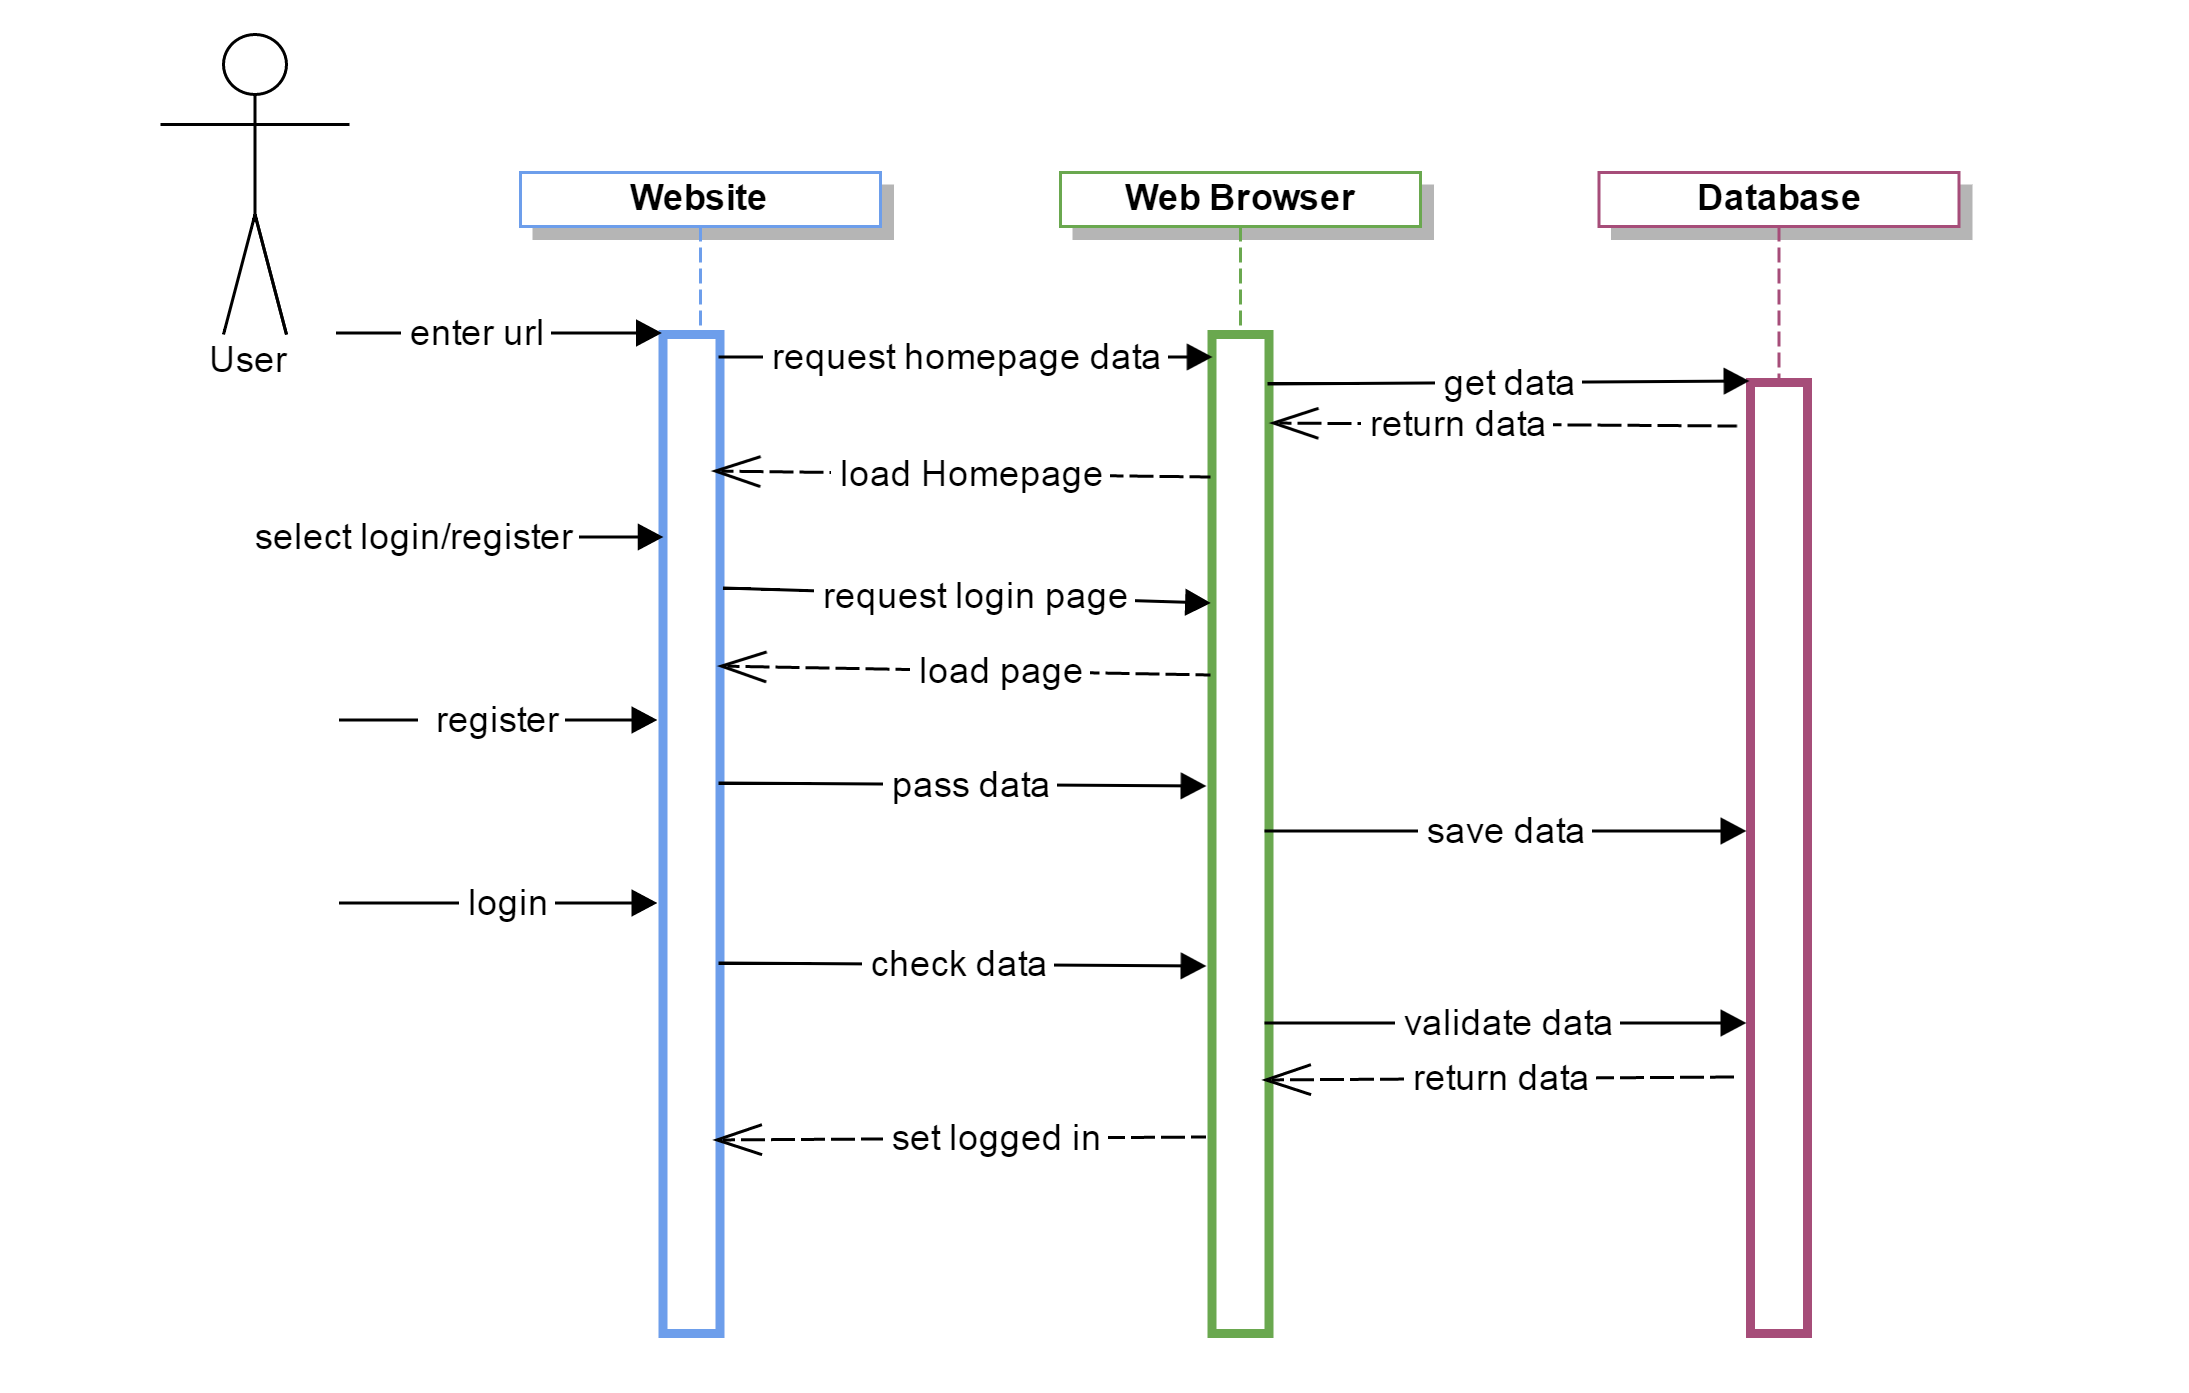 Website
Web Browser
Database
User
enter url
request homepage data
get data
return data
load Homepage
select login/register
request login page
load page
register
pass data
save data
login
check data
validate data
return data
set logged in